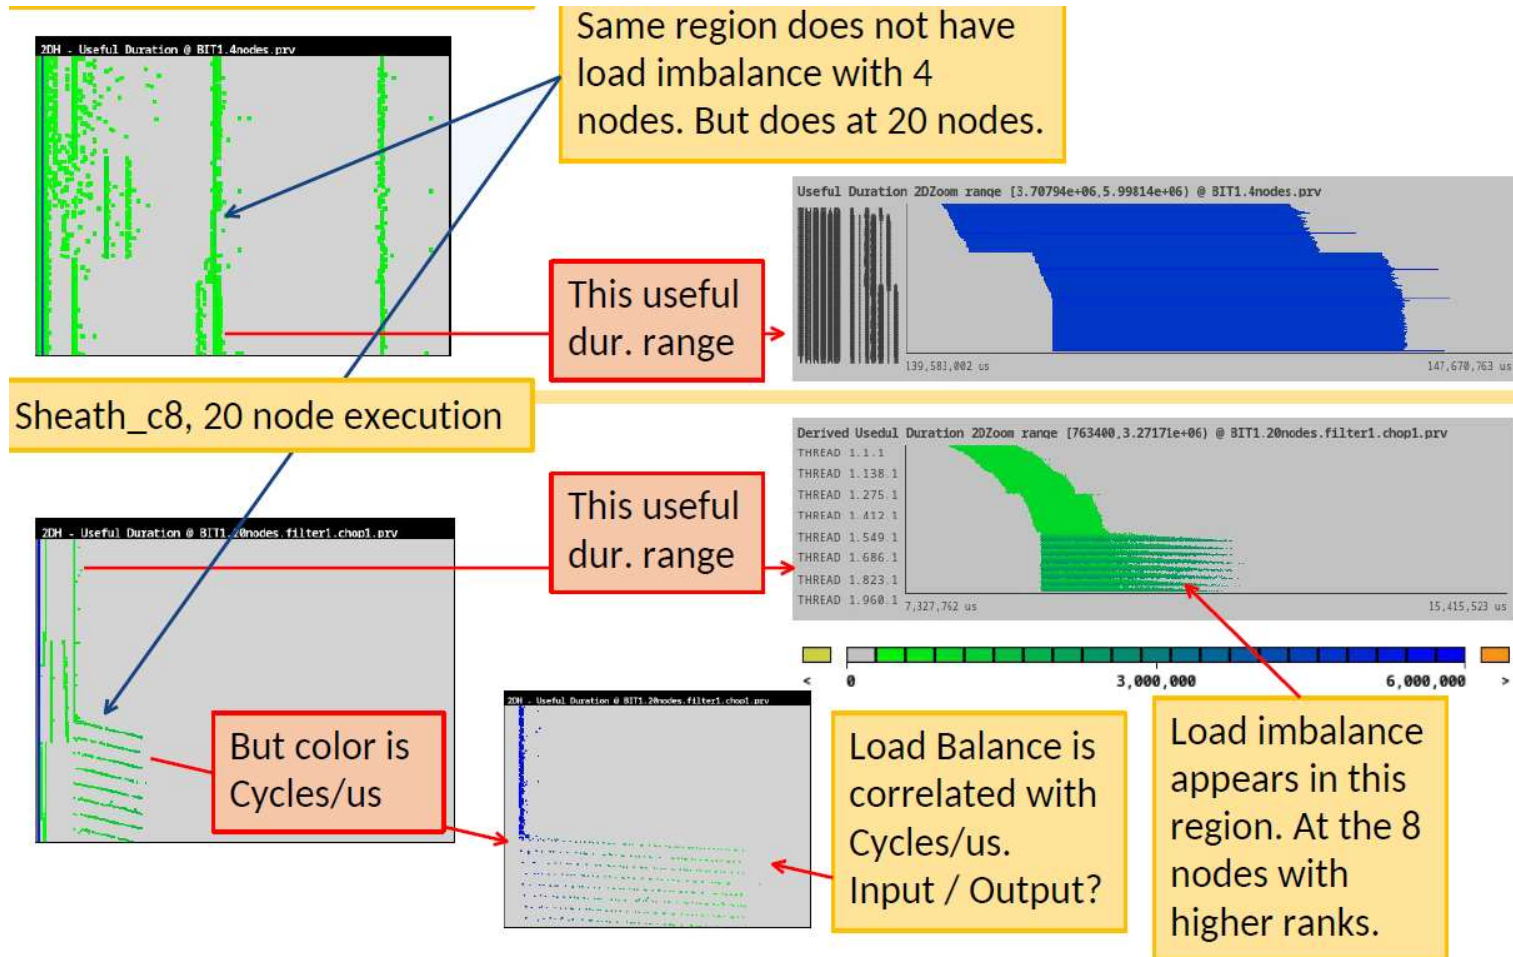 Same region does not have
load imbalance with 4
nodes. But does at 20 nodes.
2DH - Useful Duration @ BIT1.4nodes.prv
Useful Duration 2DZoom range [3.70794e+06,5.99814e+06) @ BIT1.4nodes.prv
This useful
dur. range
THREAD
139,583,002 us
147,670,763 us
Sheath_c8, 20 node execution
Derived Usedul Duration 2DZoom range [763400,3.27171e+06) @ BIT1.20nodes.filter1.chop1.prv
THREAD 1.1.1
THREAD 1.138.1
THREAD 1.275.1
THREAD 1.412.1
THREAD 1.549.1
THREAD 1.686.1
THREAD 1.823.1
THREAD 1.960.1
7,327,762 us
15,415,523 us
This useful
dur. range
2DH - Useful Duration @ BIT1.20nodes.filter1.chop1.prv
< 0 3,000,000 6,000,000 >
2DH - Useful Duration @ BIT1.20nodes.filter1.chop1.prv
But color is
Cycles/us
Load Balance is
correlated with
Cycles/us.
Input / Output?
Load imbalance
appears in this
region. At the 8
nodes with
higher ranks.